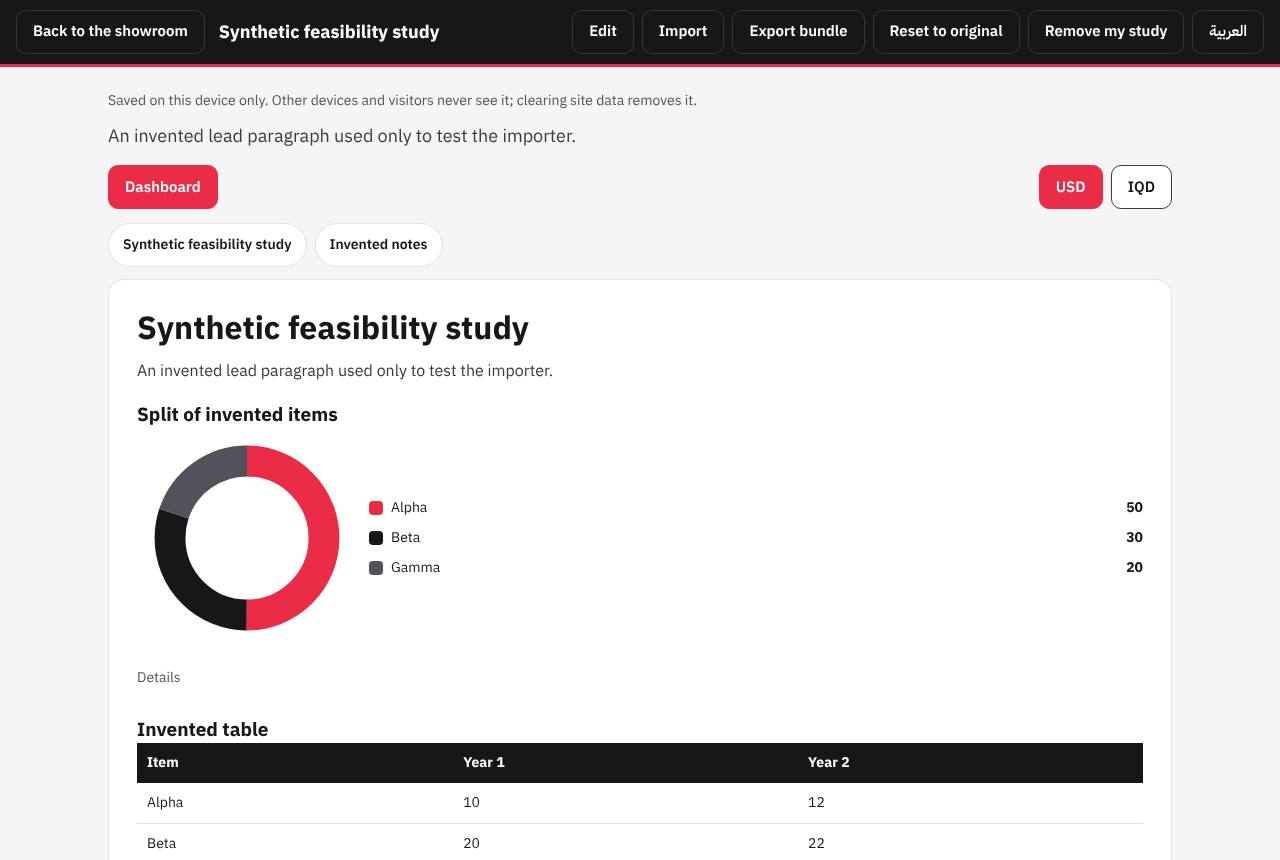 Back to the showroom Synthetic feasibility study Edit Import Export bundle Reset to original Remove my study العربية
Saved on this device only. Other devices and visitors never see it; clearing site data removes it.
An invented lead paragraph used only to test the importer.
Dashboard USD IQD
Synthetic feasibility study Invented notes
Synthetic feasibility study
An invented lead paragraph used only to test the importer.
Split of invented items
Alpha 50
Beta 30
Gamma 20
Details
Invented table
Item Year 1 Year 2
Alpha 10 12
Beta 20 22